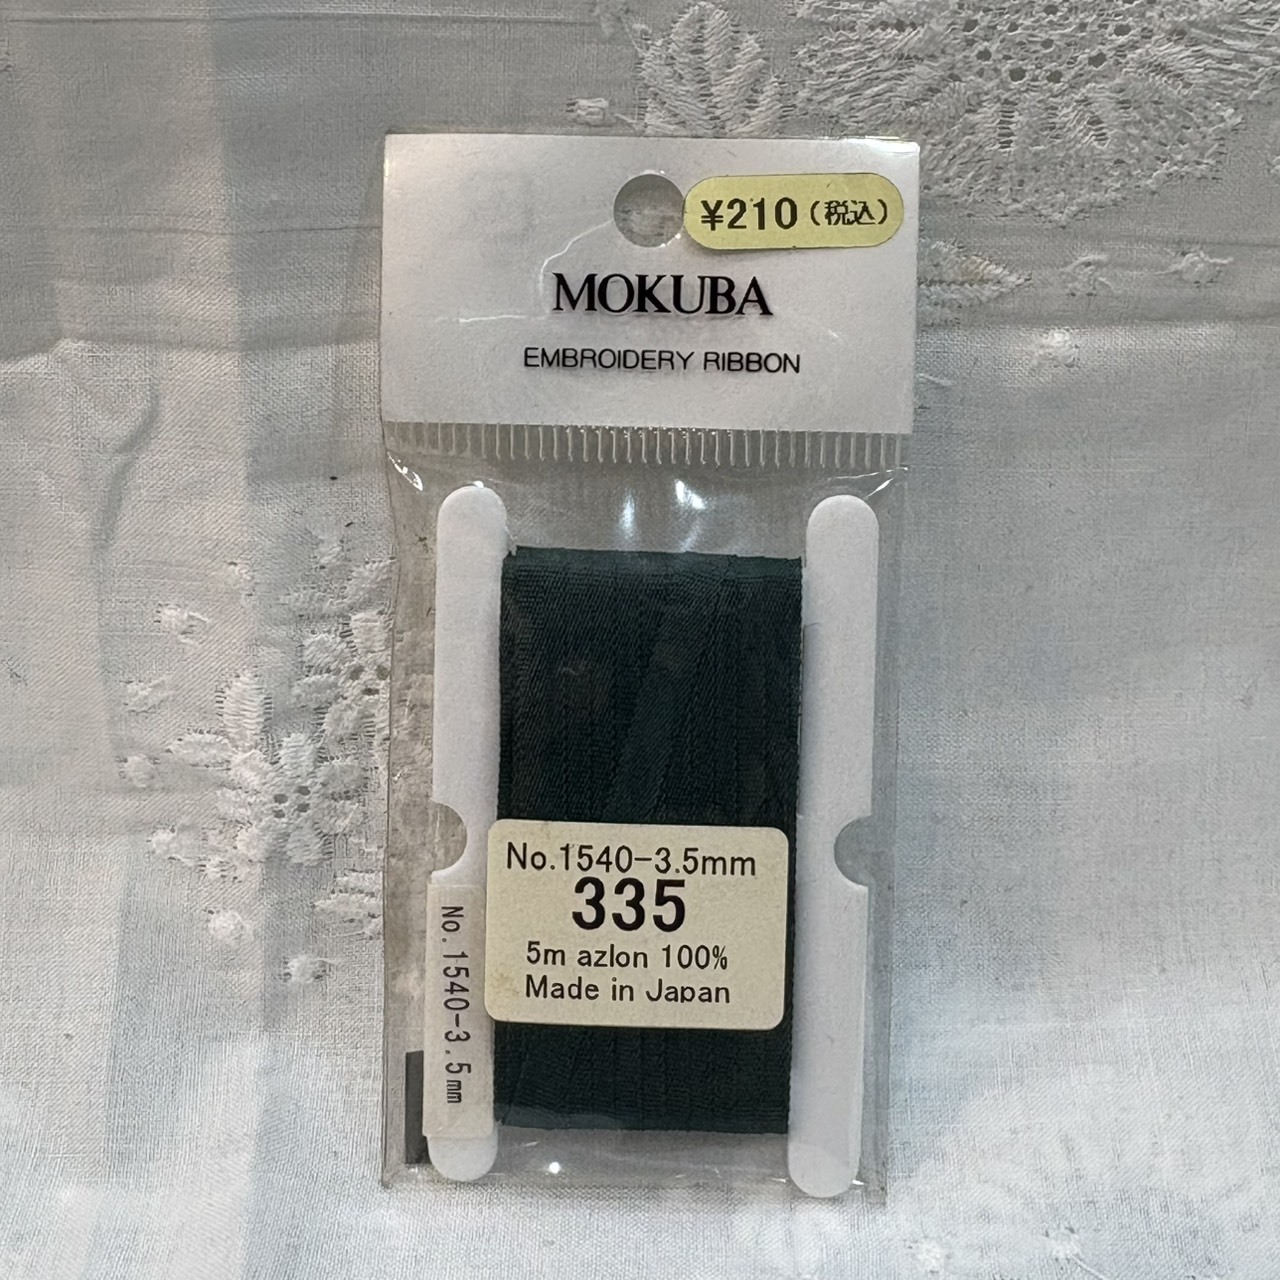 ¥210(税込)
MOKUBA
EMBROIDERY RIBBON
No.1540-3.5mm
335
5m azlon 100%
Made in Japan
No.1540-3.5mm